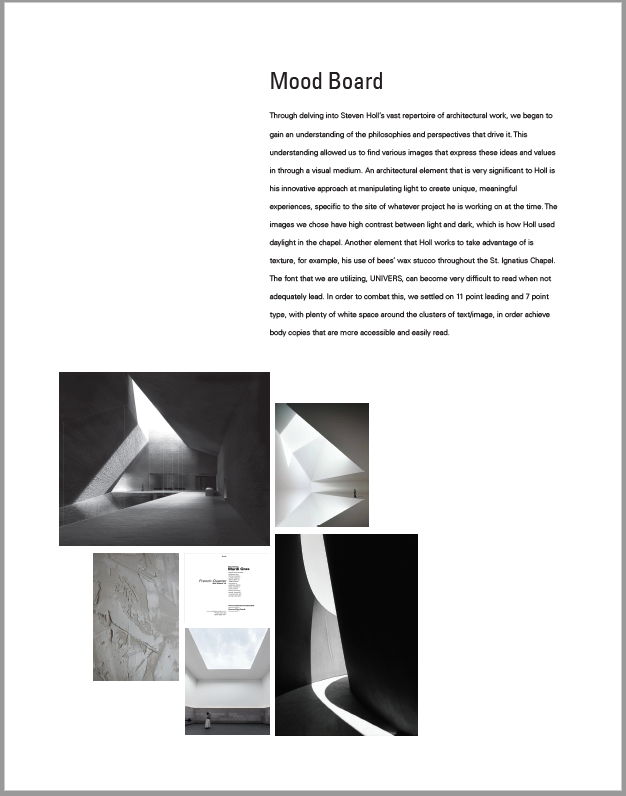 Mood Board
Through delving into Steven Holl's vast repertoire of architectural work, we began to
gain an understanding of the philosophies and perspectives that drive it. This
understanding allowed us to find various images that express these ideas and values
in through a visual medium. An architectural element that is very significant to Holl is
his innovative approach at manipulating light to create unique, meaningful
experiences, specific to the site of whatever project he is working on at the time. The
images we chose have high contrast between light and dark, which is how Holl used
daylight in the chapel. Another element that Holl works to take advantage of is
texture, for example, his use of bees' wax stucco throughout the St. Ignatius Chapel.
The font that we are utilizing, UNIVERS, can become very difficult to read when not
adequately lead. In order to combat this, we settled on 11 point leading and 7 point
type, with plenty of white space around the clusters of text/image, in order achieve
body copies that are more accessible and easily read.